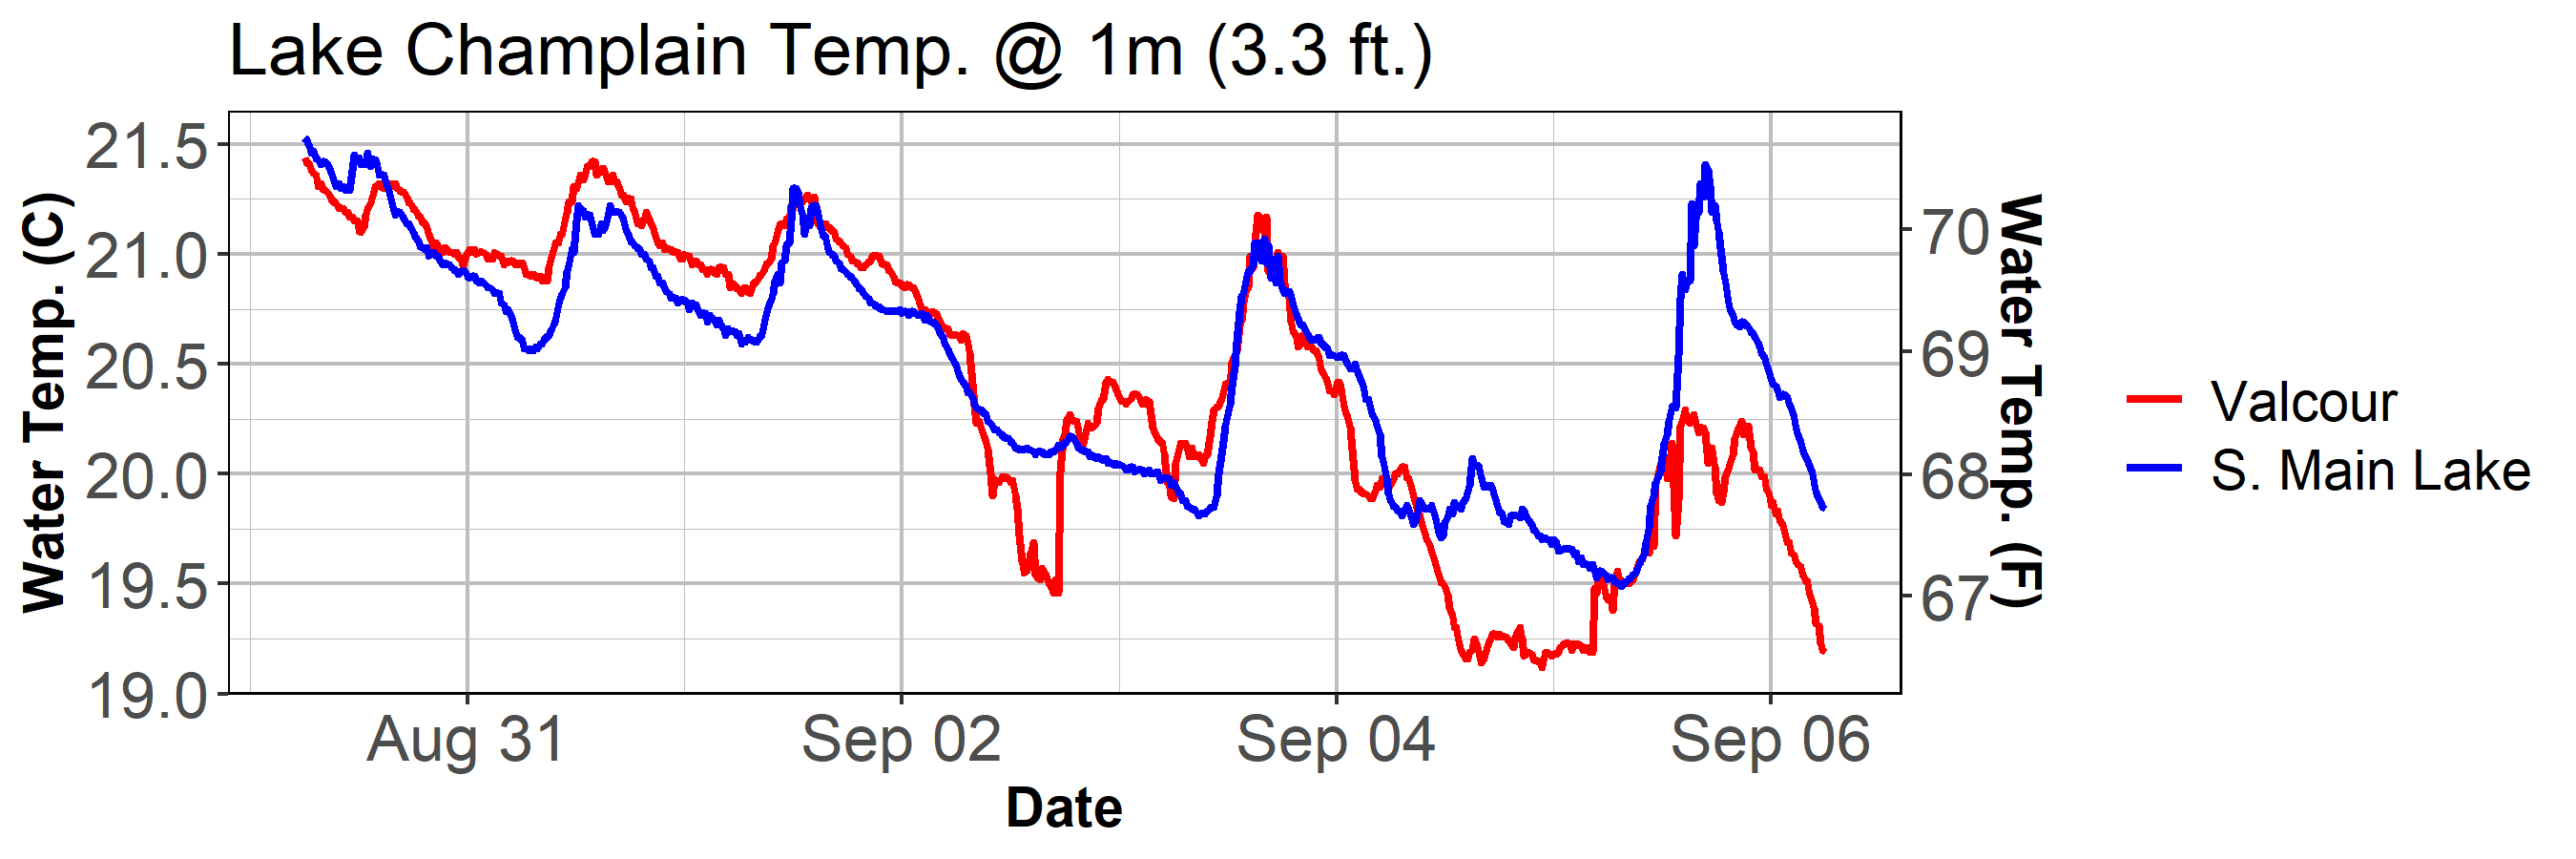 Lake Champlain Temp. @ 1m (3.3 ft.)
Water Temp. (C)
21.5
21.0
20.5
20.0
19.5
19.0
70
69
68
67
Water Temp. (F)
Aug 31
Sep 02
Sep 04
Sep 06
Date
Valcour
S. Main Lake